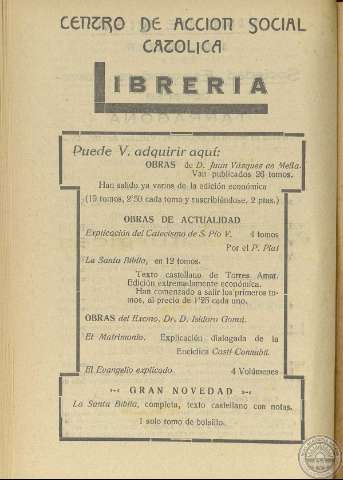 CENTRO DE ACCION SOCIAL
CATOLICA
LIBRERIA
Puede V. adquirir aquí:
OBRAS de D. Juan Vásquez de Mella.
Van publicados 26 tomos.
Han salido ya varios de la edición económica
(15 tomos, 2'50 cada tomo y suscribiéndose, 2 ptas.)
OBRAS DE ACTUALIDAD
Explicación del Catecismo de S. Pío V. 4 tomos
Por el P. Plat
La Santa Biblia, en 12 tomos.
Texto castellano de Torres Amat.
Edición extremadamente económica.
Han comenzado a salir los primeros to-
mos, al precio de 1'25 cada uno.
OBRAS del Excmo. Dr. D. Isidoro Gomá.
El Matrimonio. Explicación dialogada de la
Encíclica Casti-Connubii.
El Evangelio explicado. 4 Volúmenes
GRAN NOVEDAD
La Santa Biblia, completa, texto castellano con notas.
1 solo tomo de bolsillo.